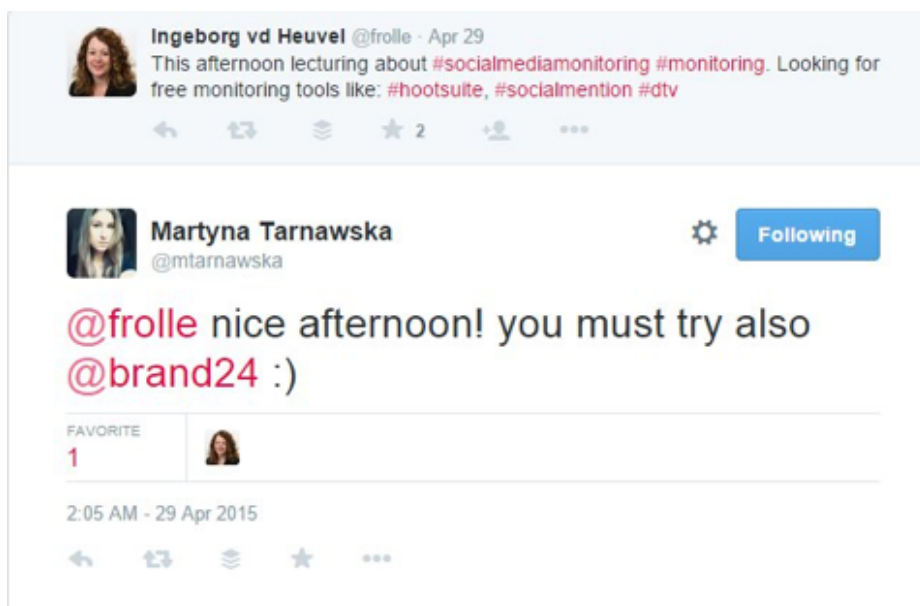 Ingeborg vd Heuvel @frolle · Apr 29
This afternoon lecturing about #socialmediamonitoring #monitoring. Looking for
free monitoring tools like: #hootsuite, #socialmention #dtv
2
Martyna Tarnawska
@mtarnawska
Following
@frolle nice afternoon! you must try also
@brand24 :)
FAVORITE
1
2:05 AM - 29 Apr 2015